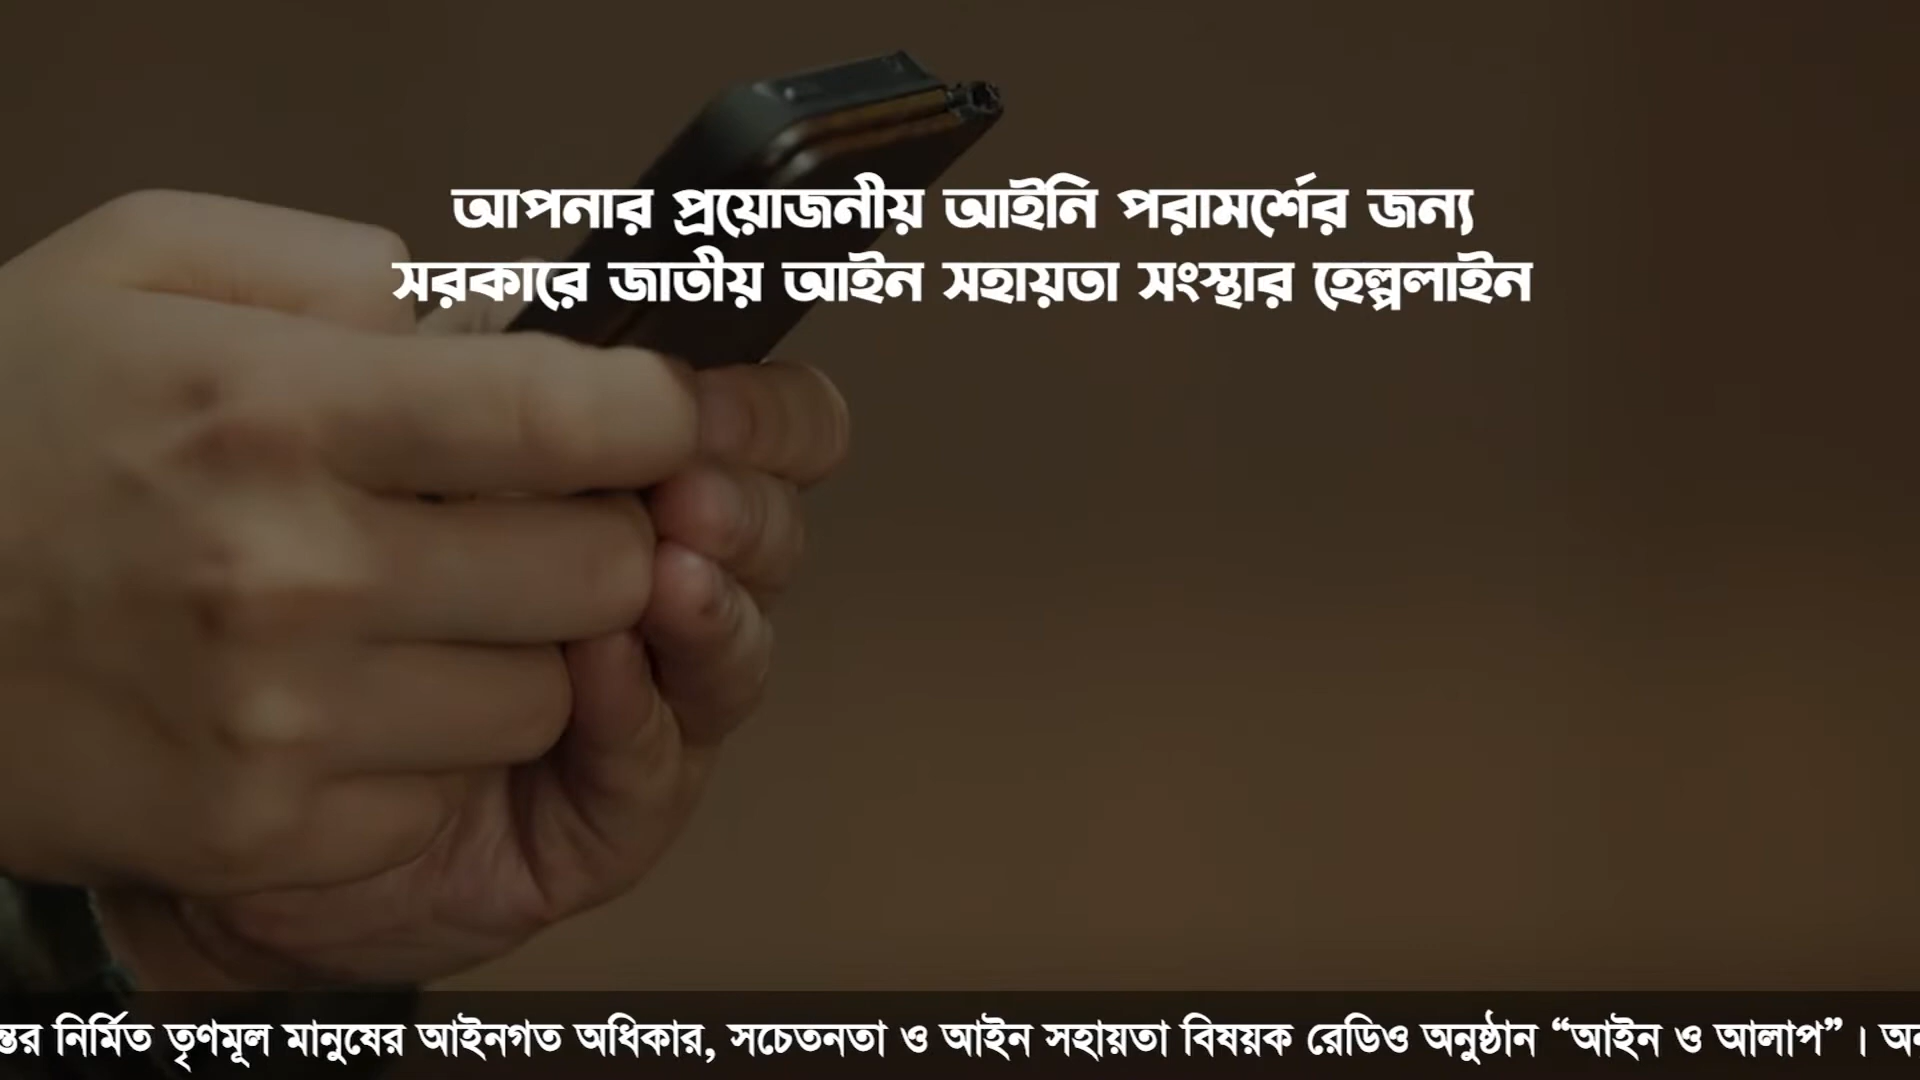 আপনার প্রয়োজনীয় আইনি পরামর্শের জন্য
সরকারে জাতীয় আইন সহায়তা সংস্থার হেল্পলাইন
নির্মিত তৃণমূল মানুষের আইনগত অধিকার, সচেতনতা ও আইন সহায়তা বিষয়ক রেডিও অনুষ্ঠান “আইন ও আলাপ”।